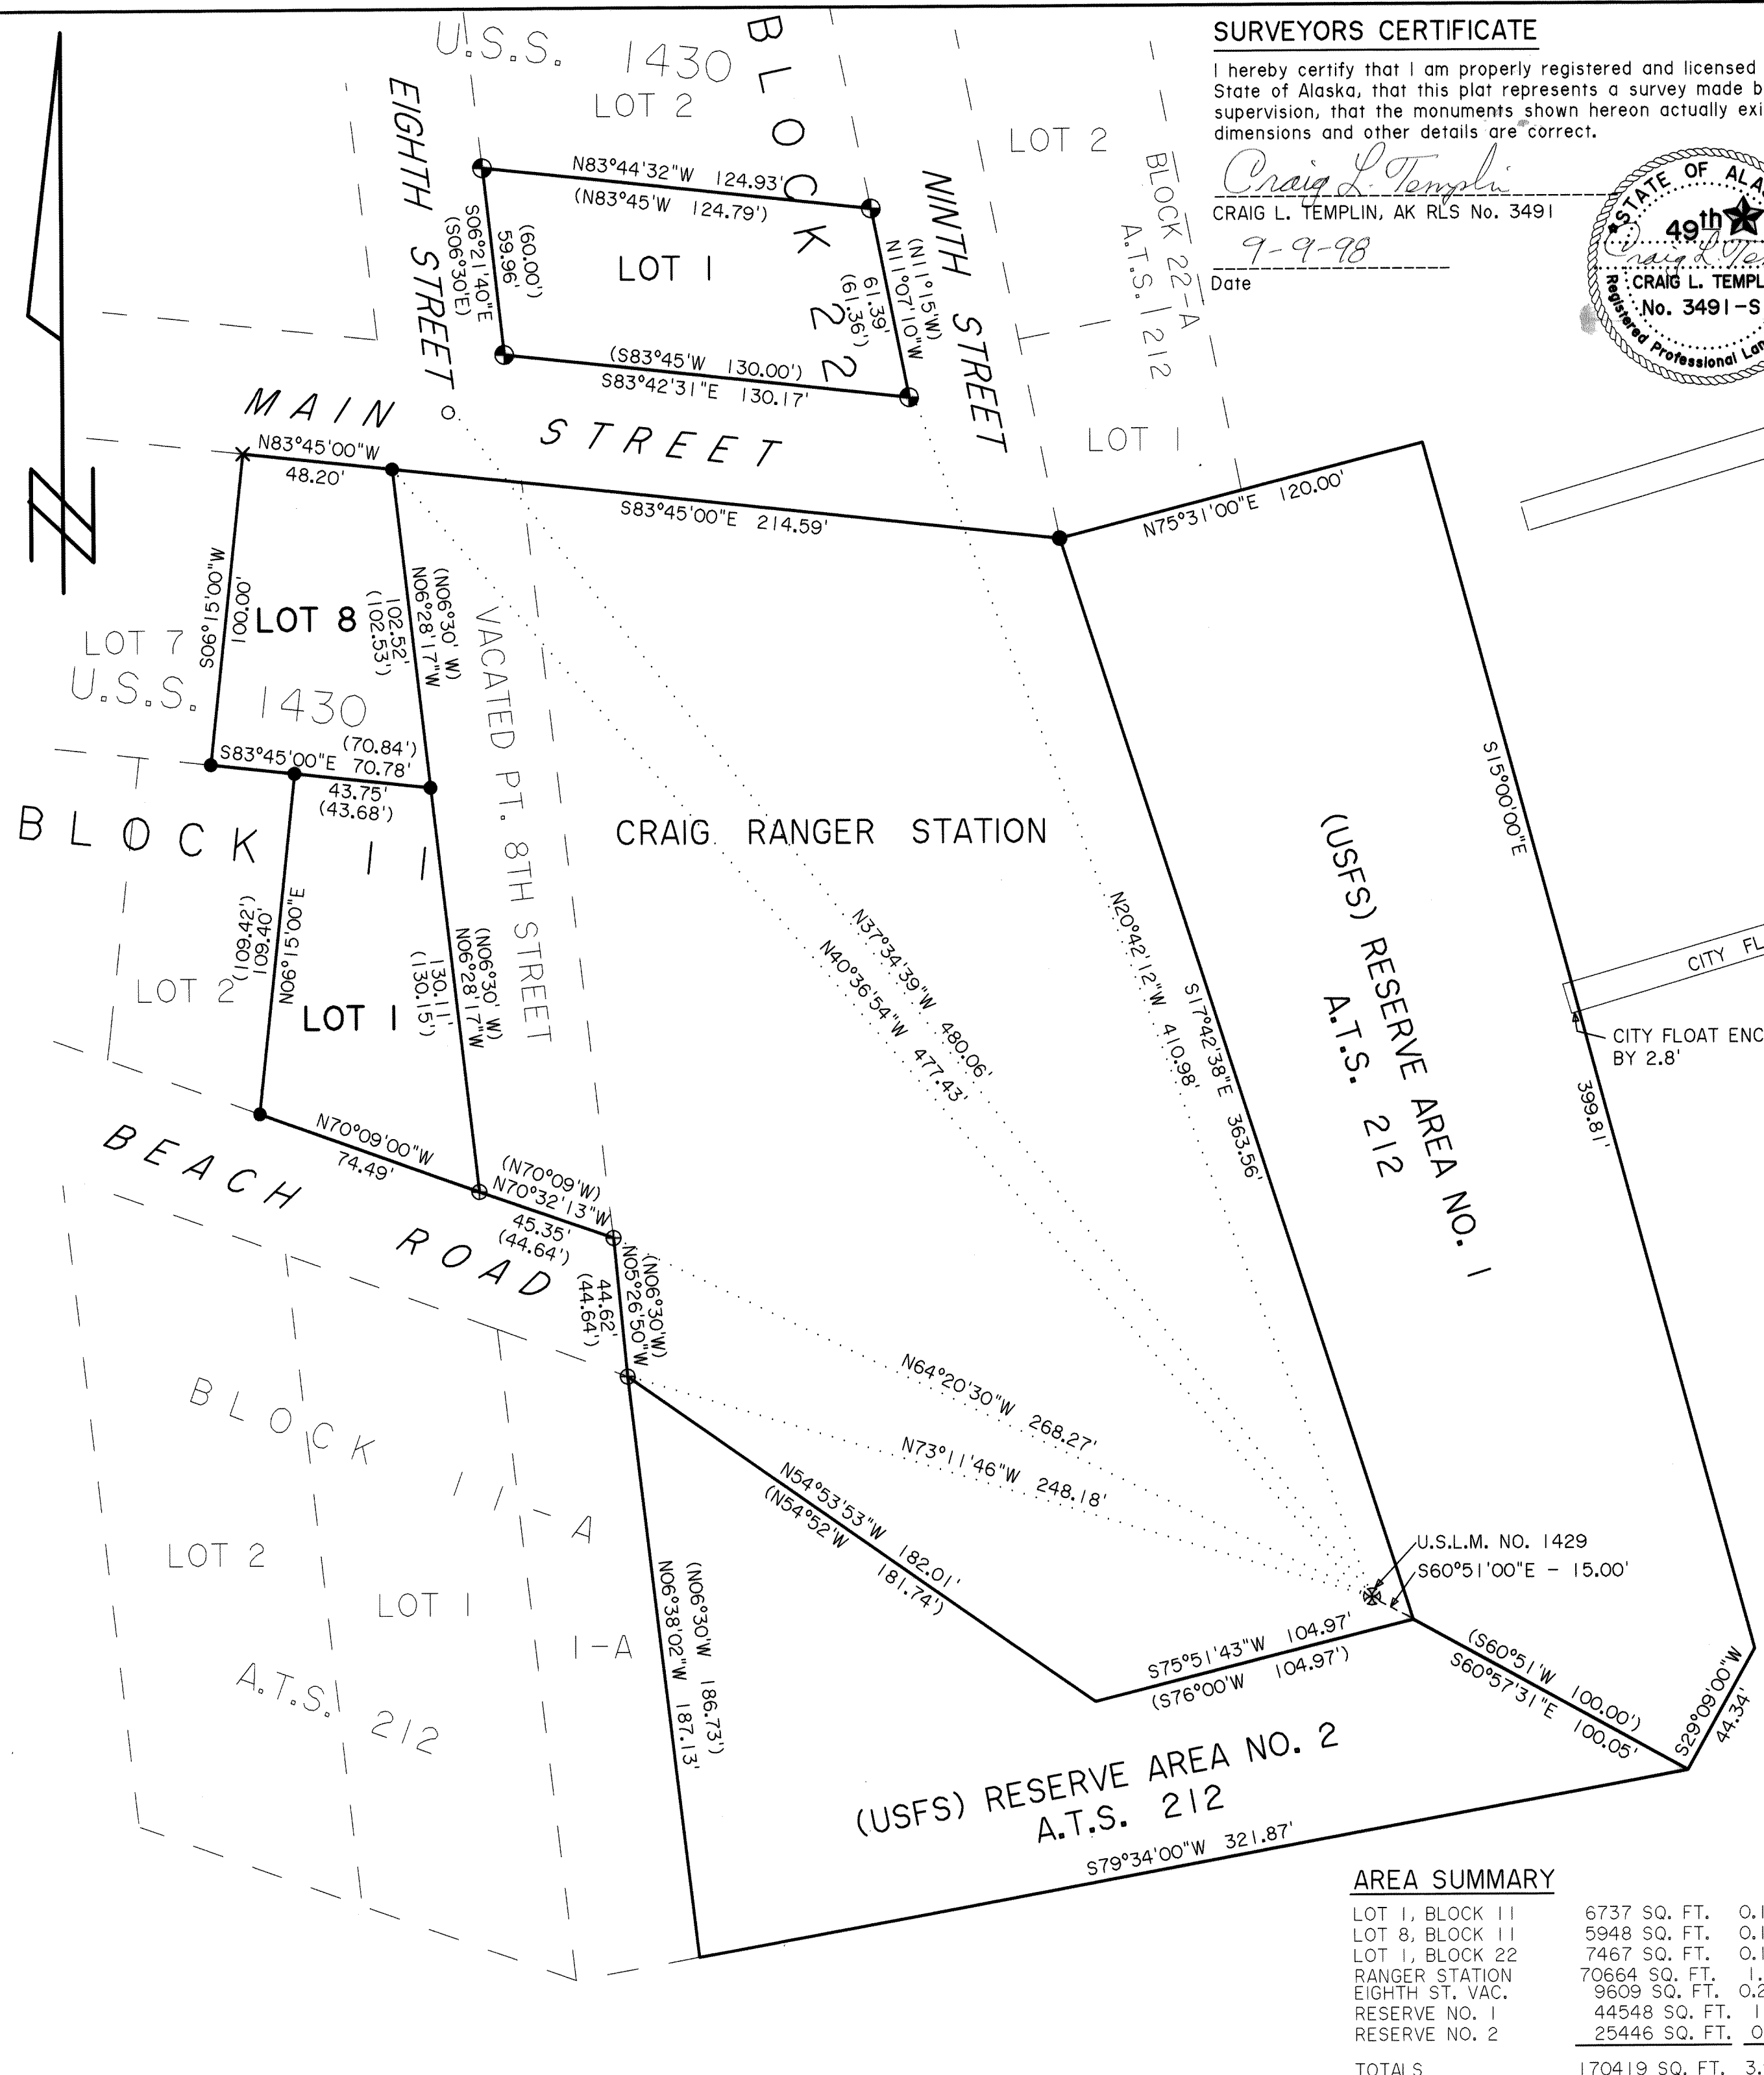 SURVEYORS CERTIFICATE
I hereby certify that I am properly registered and licensed
State of Alaska, that this plat represents a survey made b
supervision, that the monuments shown hereon actually exi
dimensions and other details are correct.
Craig L. Templin
CRAIG L. TEMPLIN, AK RLS No. 3491
9-9-98
Date
STATE OF ALA
49th
CRAIG L. TEMPL
No. 3491-S
Registered Professional Lan
U.S.S. 1430
LOT 2
BLOCK 22
EIGHTH STREET
N83°44'32"W 124.93'
(N83°45'W 124.79')
(60.00')
59.96'
S06°21'40"E
(S06°30'E)
LOT 1
(N11°15'W)
N11°07'10"W
61.39'
(61.36')
(S83°45'W 130.00')
S83°42'31"E 130.17'
NINTH STREET
LOT 2
BLOCK 22-A
A.T.S. 1212
LOT 1
MAIN STREET
N83°45'00"W
48.20'
S83°45'00"E 214.59'
N75°31'00"E 120.00'
S06°15'00"W
100.00'
LOT 8
(N06°30' W)
N06°28'17"W
102.52'
(102.53')
LOT 7
U.S.S. 1430
(70.84')
S83°45'00"E 70.78'
43.75'
(43.68')
BLOCK 11
VACATED PT. 8TH STREET
CRAIG RANGER STATION
S15°00'00"E
399.81'
(USFS) RESERVE AREA NO. 1
A.T.S. 212
CITY FL
CITY FLOAT ENC
BY 2.8'
N06°15'00"E
109.40'
(109.42')
LOT 2
LOT 1
(N06°30' W)
N06°28'17"W
130.11'
(130.15')
N37°34'39"W 480.06'
N40°36'54"W 477.43'
N20°42'12"W 410.98'
S17°42'38"E 363.56'
BEACH ROAD
N70°09'00"W
74.49'
(N70°09'W)
N70°32'13"W
45.35'
(44.64')
(N06°30'W)
N05°26'50"W
44.62'
(44.64')
N64°20'30"W 268.27'
N73°11'46"W 248.18'
N54°53'53"W 182.01'
(N54°52'W 181.74')
U.S.L.M. NO. 1429
S60°51'00"E - 15.00'
S75°51'43"W 104.97'
(S76°00'W 104.97')
(S60°51'W 100.00')
S60°57'31"E 100.05'
S29°09'00"W
44.34'
BLOCK 11-A
LOT 2
LOT 1
1-A
A.T.S. 212
(N06°30'W 186.73')
N06°38'02"W 187.13'
(USFS) RESERVE AREA NO. 2
A.T.S. 212
S79°34'00"W 321.87'
AREA SUMMARY
LOT 1, BLOCK 11 6737 SQ. FT. 0.1
LOT 8, BLOCK 11 5948 SQ. FT. 0.1
LOT 1, BLOCK 22 7467 SQ. FT. 0.1
RANGER STATION 70664 SQ. FT. 1.
EIGHTH ST. VAC. 9609 SQ. FT. 0.2
RESERVE NO. 1 44548 SQ. FT. 1
RESERVE NO. 2 25446 SQ. FT. 0
TOTALS 170419 SQ. FT. 3.